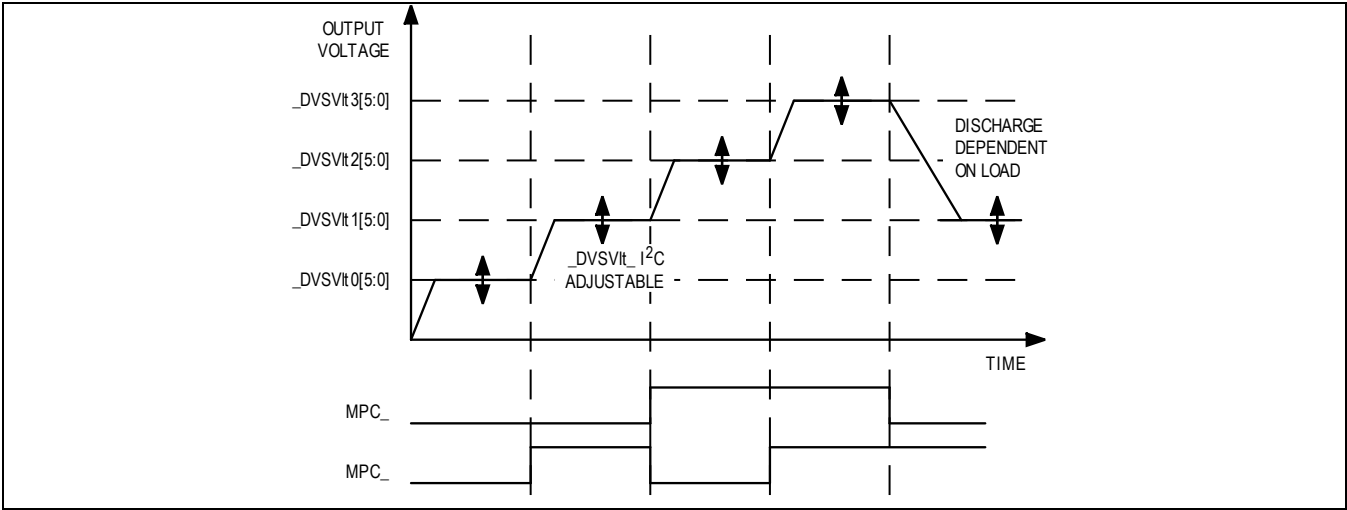 OUTPUT
VOLTAGE
_DVSVlt3[5:0]
_DVSVlt2[5:0]
_DVSVlt1[5:0]
_DVSVlt0[5:0]
DISCHARGE
DEPENDENT
ON LOAD
_DVSVlt_ I²C
ADJUSTABLE
TIME
MPC_
MPC_